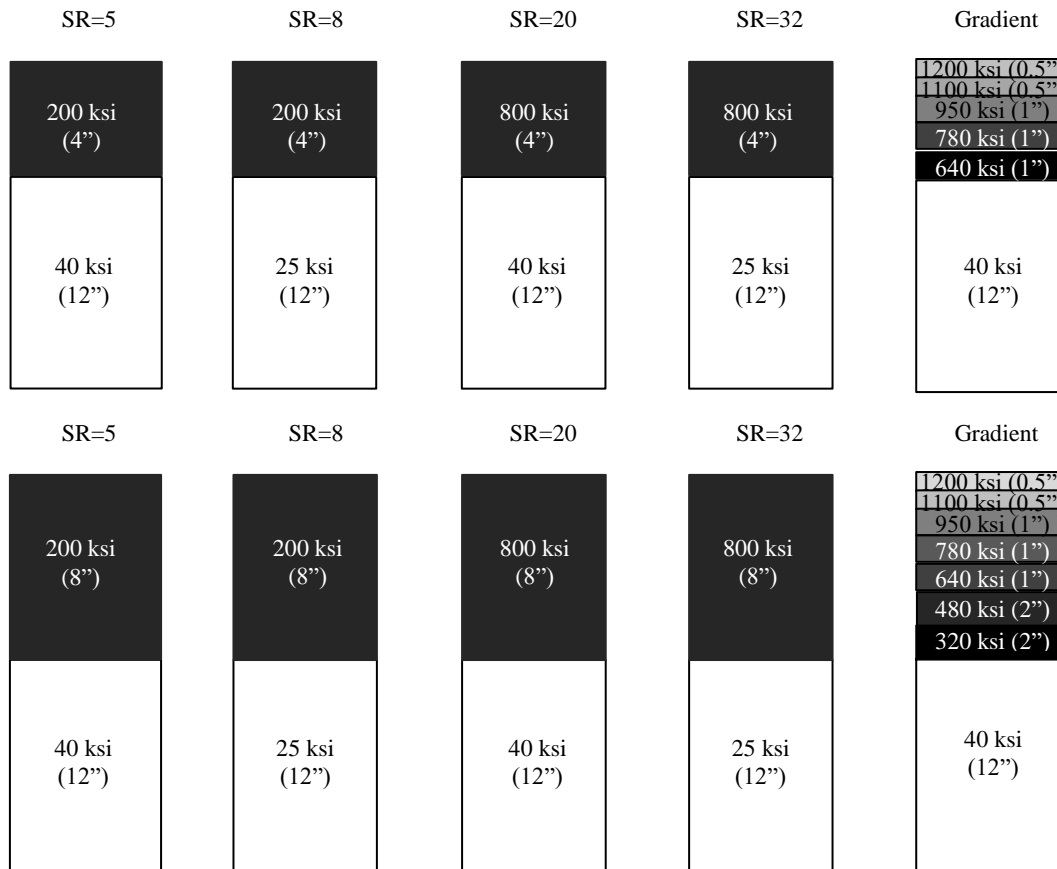 SR=5
SR=8
SR=20
SR=32
Gradient
200 ksi
(4”)
200 ksi
(4”)
800 ksi
(4”)
800 ksi
(4”)
1200 ksi (0.5”
1100 ksi (0.5”
950 ksi (1”)
780 ksi (1”)
640 ksi (1”)
40 ksi
(12”)
25 ksi
(12”)
40 ksi
(12”)
25 ksi
(12”)
40 ksi
(12”)
SR=5
SR=8
SR=20
SR=32
Gradient
200 ksi
(8”)
200 ksi
(8”)
800 ksi
(8”)
800 ksi
(8”)
1200 ksi (0.5”
1100 ksi (0.5”
950 ksi (1”)
780 ksi (1”)
640 ksi (1”)
480 ksi (2”)
320 ksi (2”)
40 ksi
(12”)
25 ksi
(12”)
40 ksi
(12”)
25 ksi
(12”)
40 ksi
(12”)